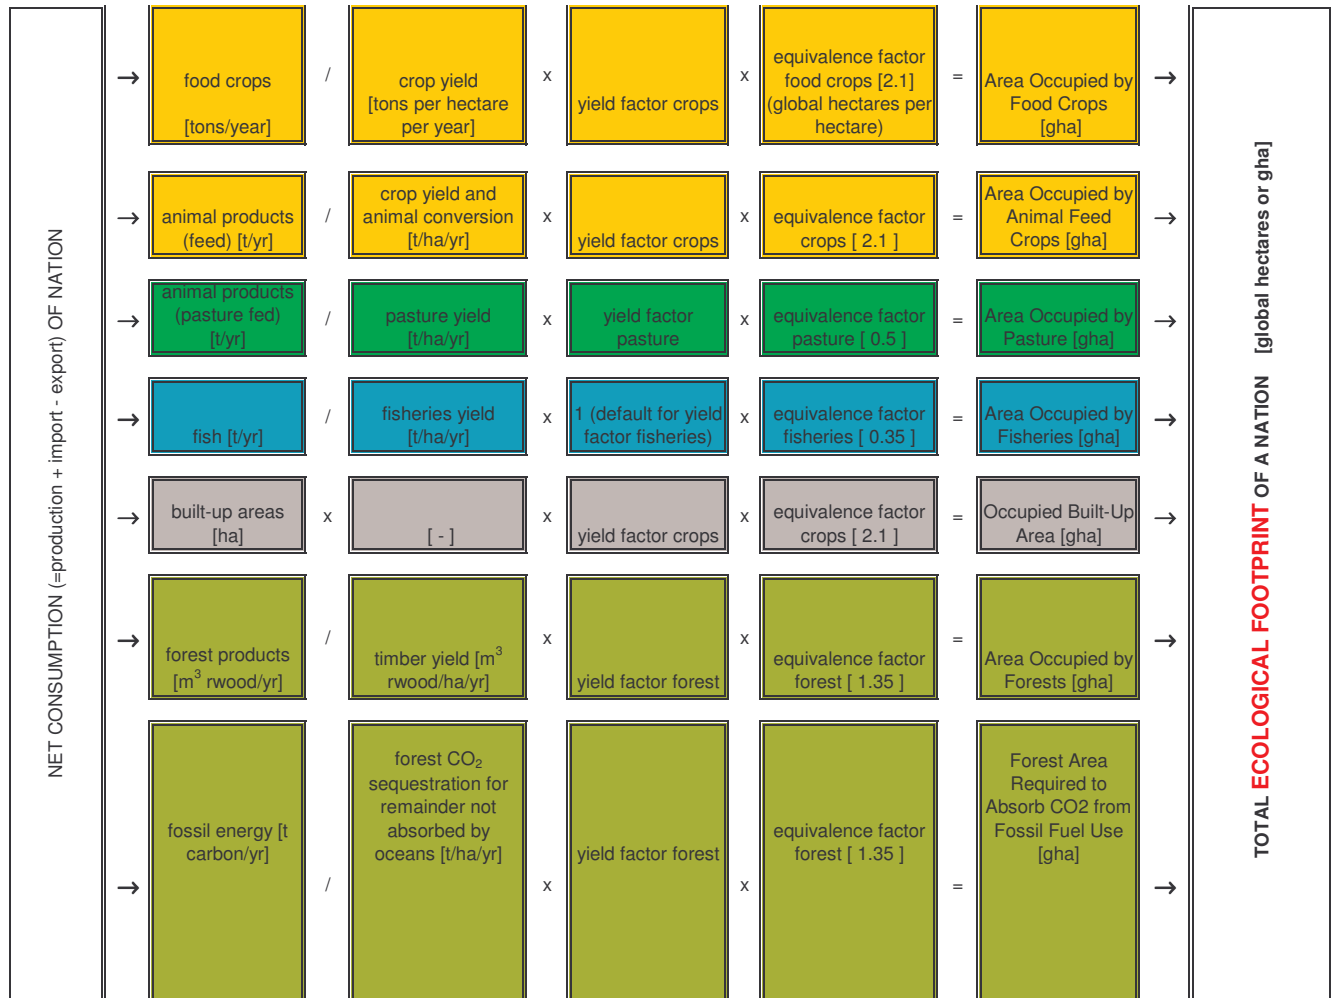 NET CONSUMPTION (=production + import - export) OF NATION
→
food crops
[tons/year]
/
crop yield
[tons per hectare
per year]
x
yield factor crops
x
equivalence factor
food crops [2.1]
(global hectares per
hectare)
=
Area Occupied by
Food Crops
[gha]
→
→
animal products
(feed) [t/yr]
/
crop yield and
animal conversion
[t/ha/yr]
x
yield factor crops
x
equivalence factor
crops [ 2.1 ]
=
Area Occupied by
Animal Feed
Crops [gha]
→
→
animal products
(pasture fed)
[t/yr]
/
pasture yield
[t/ha/yr]
x
yield factor
pasture
x
equivalence factor
pasture [ 0.5 ]
=
Area Occupied by
Pasture [gha]
→
→
fish [t/yr]
/
fisheries yield
[t/ha/yr]
x
1 (default for yield
factor fisheries)
x
equivalence factor
fisheries [ 0.35 ]
=
Area Occupied by
Fisheries [gha]
→
→
built-up areas
[ha]
x
[ - ]
x
yield factor crops
x
equivalence factor
crops [ 2.1 ]
=
Occupied Built-Up
Area [gha]
→
→
forest products
[m³ rwood/yr]
/
timber yield [m³
rwood/ha/yr]
x
yield factor forest
x
equivalence factor
forest [ 1.35 ]
=
Area Occupied by
Forests [gha]
→
→
fossil energy [t
carbon/yr]
/
forest CO₂
sequestration for
remainder not
absorbed by
oceans [t/ha/yr]
x
yield factor forest
x
equivalence factor
forest [ 1.35 ]
=
Forest Area
Required to
Absorb CO2 from
Fossil Fuel Use
[gha]
→
TOTAL ECOLOGICAL FOOTPRINT OF A NATION [global hectares or gha]